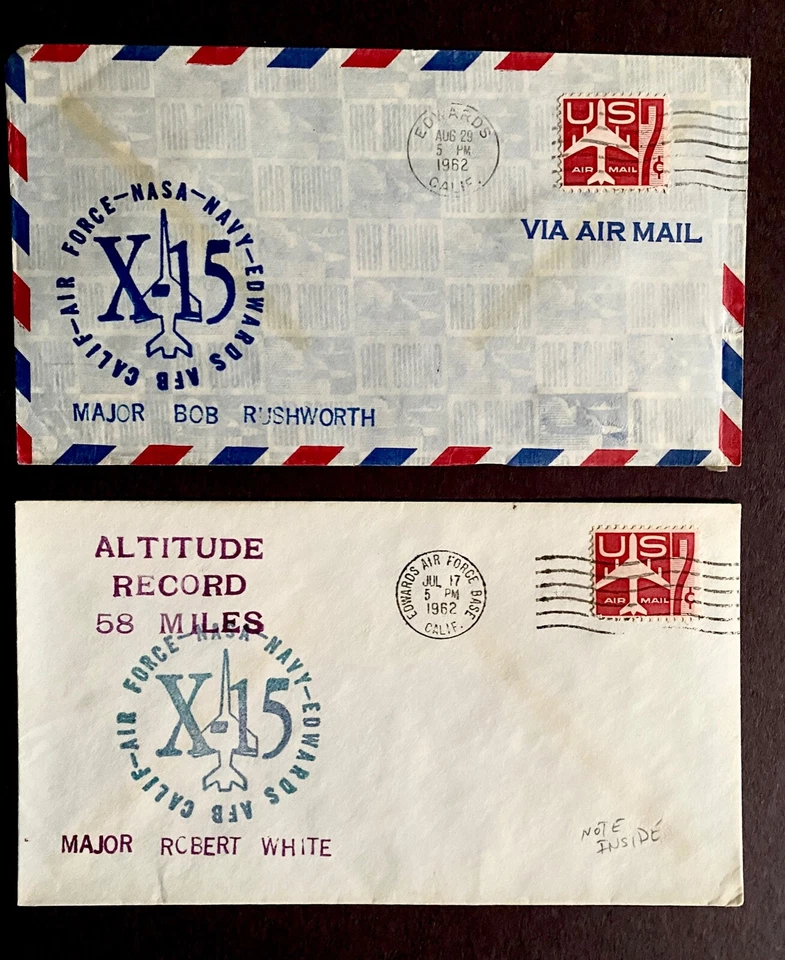 EDWARDS
AUG 29
5 PM
1962
CALIF.
US 7¢
AIR MAIL
VIA AIR MAIL
AIR FORCE-NASA-NAVY-EDWARDS AFB CALIF-
X-15
MAJOR BOB RUSHWORTH
ALTITUDE
RECORD
58 MILES
EDWARDS AIR FORCE BASE
JUL 17
5 PM
1962
CALIF.
US 7¢
AIR MAIL
AIR FORCE-NASA-NAVY-EDWARDS AFB CALIF-
X-15
MAJOR ROBERT WHITE
NOTE
INSIDE